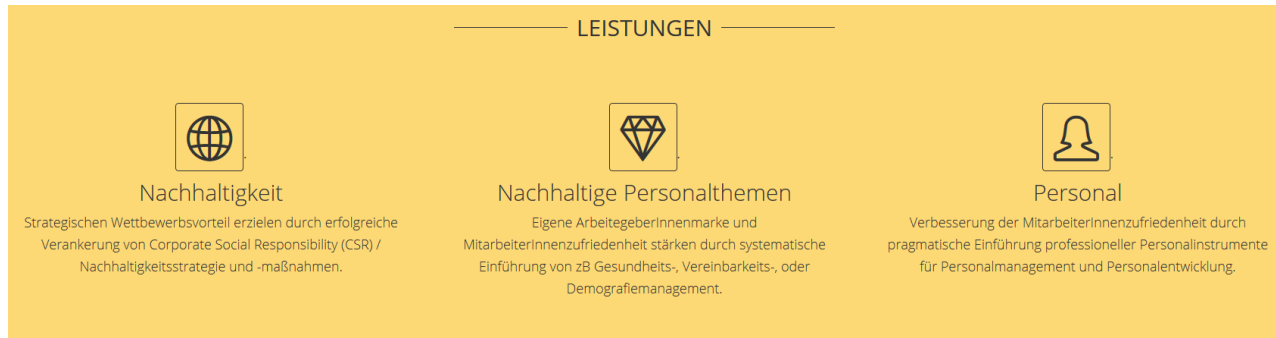 LEISTUNGEN
Nachhaltigkeit
Strategischen Wettbewerbsvorteil erzielen durch erfolgreiche
Verankerung von Corporate Social Responsibility (CSR) /
Nachhaltigkeitsstrategie und -maßnahmen.
Nachhaltige Personalthemen
Eigene ArbeitegeberInnenmarke und
MitarbeiterInnenzufriedenheit stärken durch systematische
Einführung von zB Gesundheits-, Vereinbarkeits-, oder
Demografiemanagement.
Personal
Verbesserung der MitarbeiterInnenzufriedenheit durch
pragmatische Einführung professioneller Personalinstrumente
für Personalmanagement und Personalentwicklung.